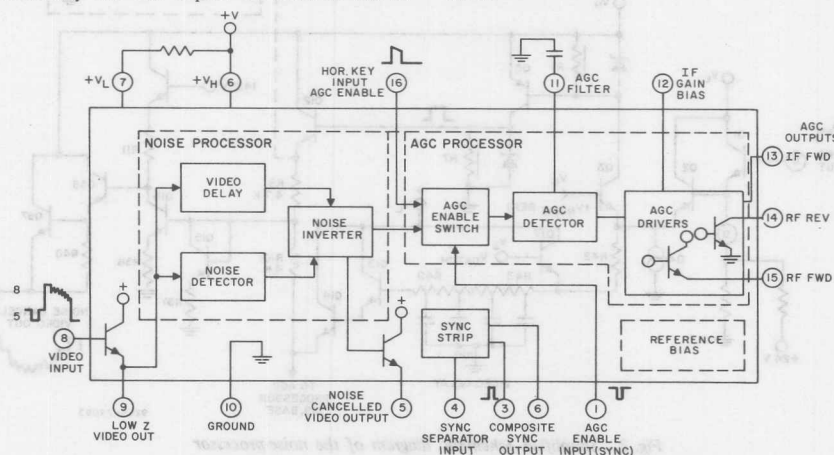 +V
+VL 7
+VH 6
HOR. KEY
INPUT
AGC ENABLE
16
11 AGC
FILTER
12 IF
GAIN
BIAS
NOISE PROCESSOR
VIDEO
DELAY
NOISE
DETECTOR
NOISE
INVERTER
AGC PROCESSOR
AGC
ENABLE
SWITCH
AGC
DETECTOR
AGC
DRIVERS
AGC
OUTPUTS
13 IF FWD
14 RF REV
15 RF FWD
8
5
+
8
VIDEO
INPUT
+
SYNC
STRIP
REFERENCE
BIAS
9
LOW Z
VIDEO OUT
10
GROUND
NOISE
CANCELLED
VIDEO OUTPUT
5
4
SYNC
SEPARATOR
INPUT
3 6
COMPOSITE
SYNC
OUTPUT
1
AGC
ENABLE
INPUT(SYNC)